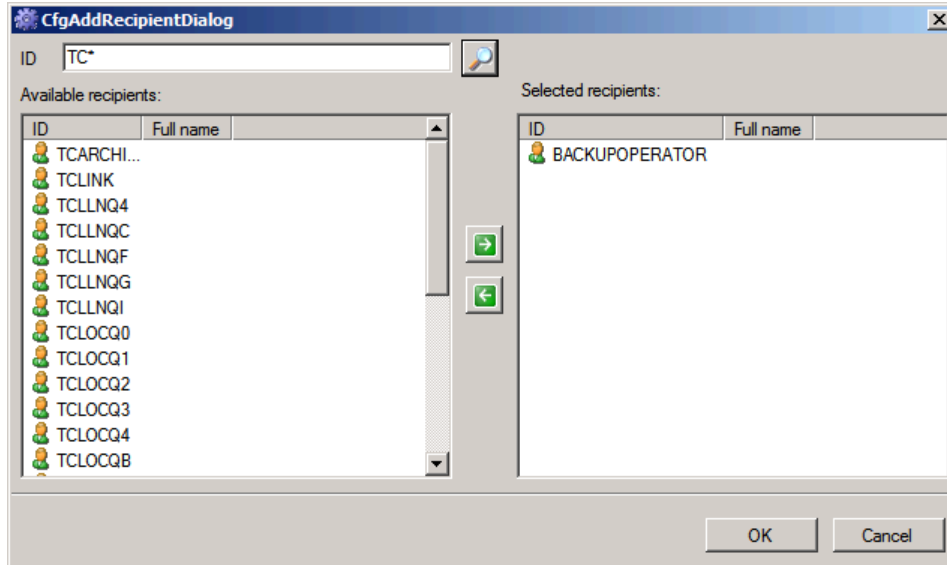 CfgAddRecipientDialog
ID TC*
Available recipients:
Selected recipients:
ID Full name
TCARCHI...
TCLINK
TCLLNQ4
TCLLNQC
TCLLNQF
TCLLNQG
TCLLNQI
TCLOCQ0
TCLOCQ1
TCLOCQ2
TCLOCQ3
TCLOCQ4
TCLOCQB
ID Full name
BACKUPOPERATOR
OK Cancel